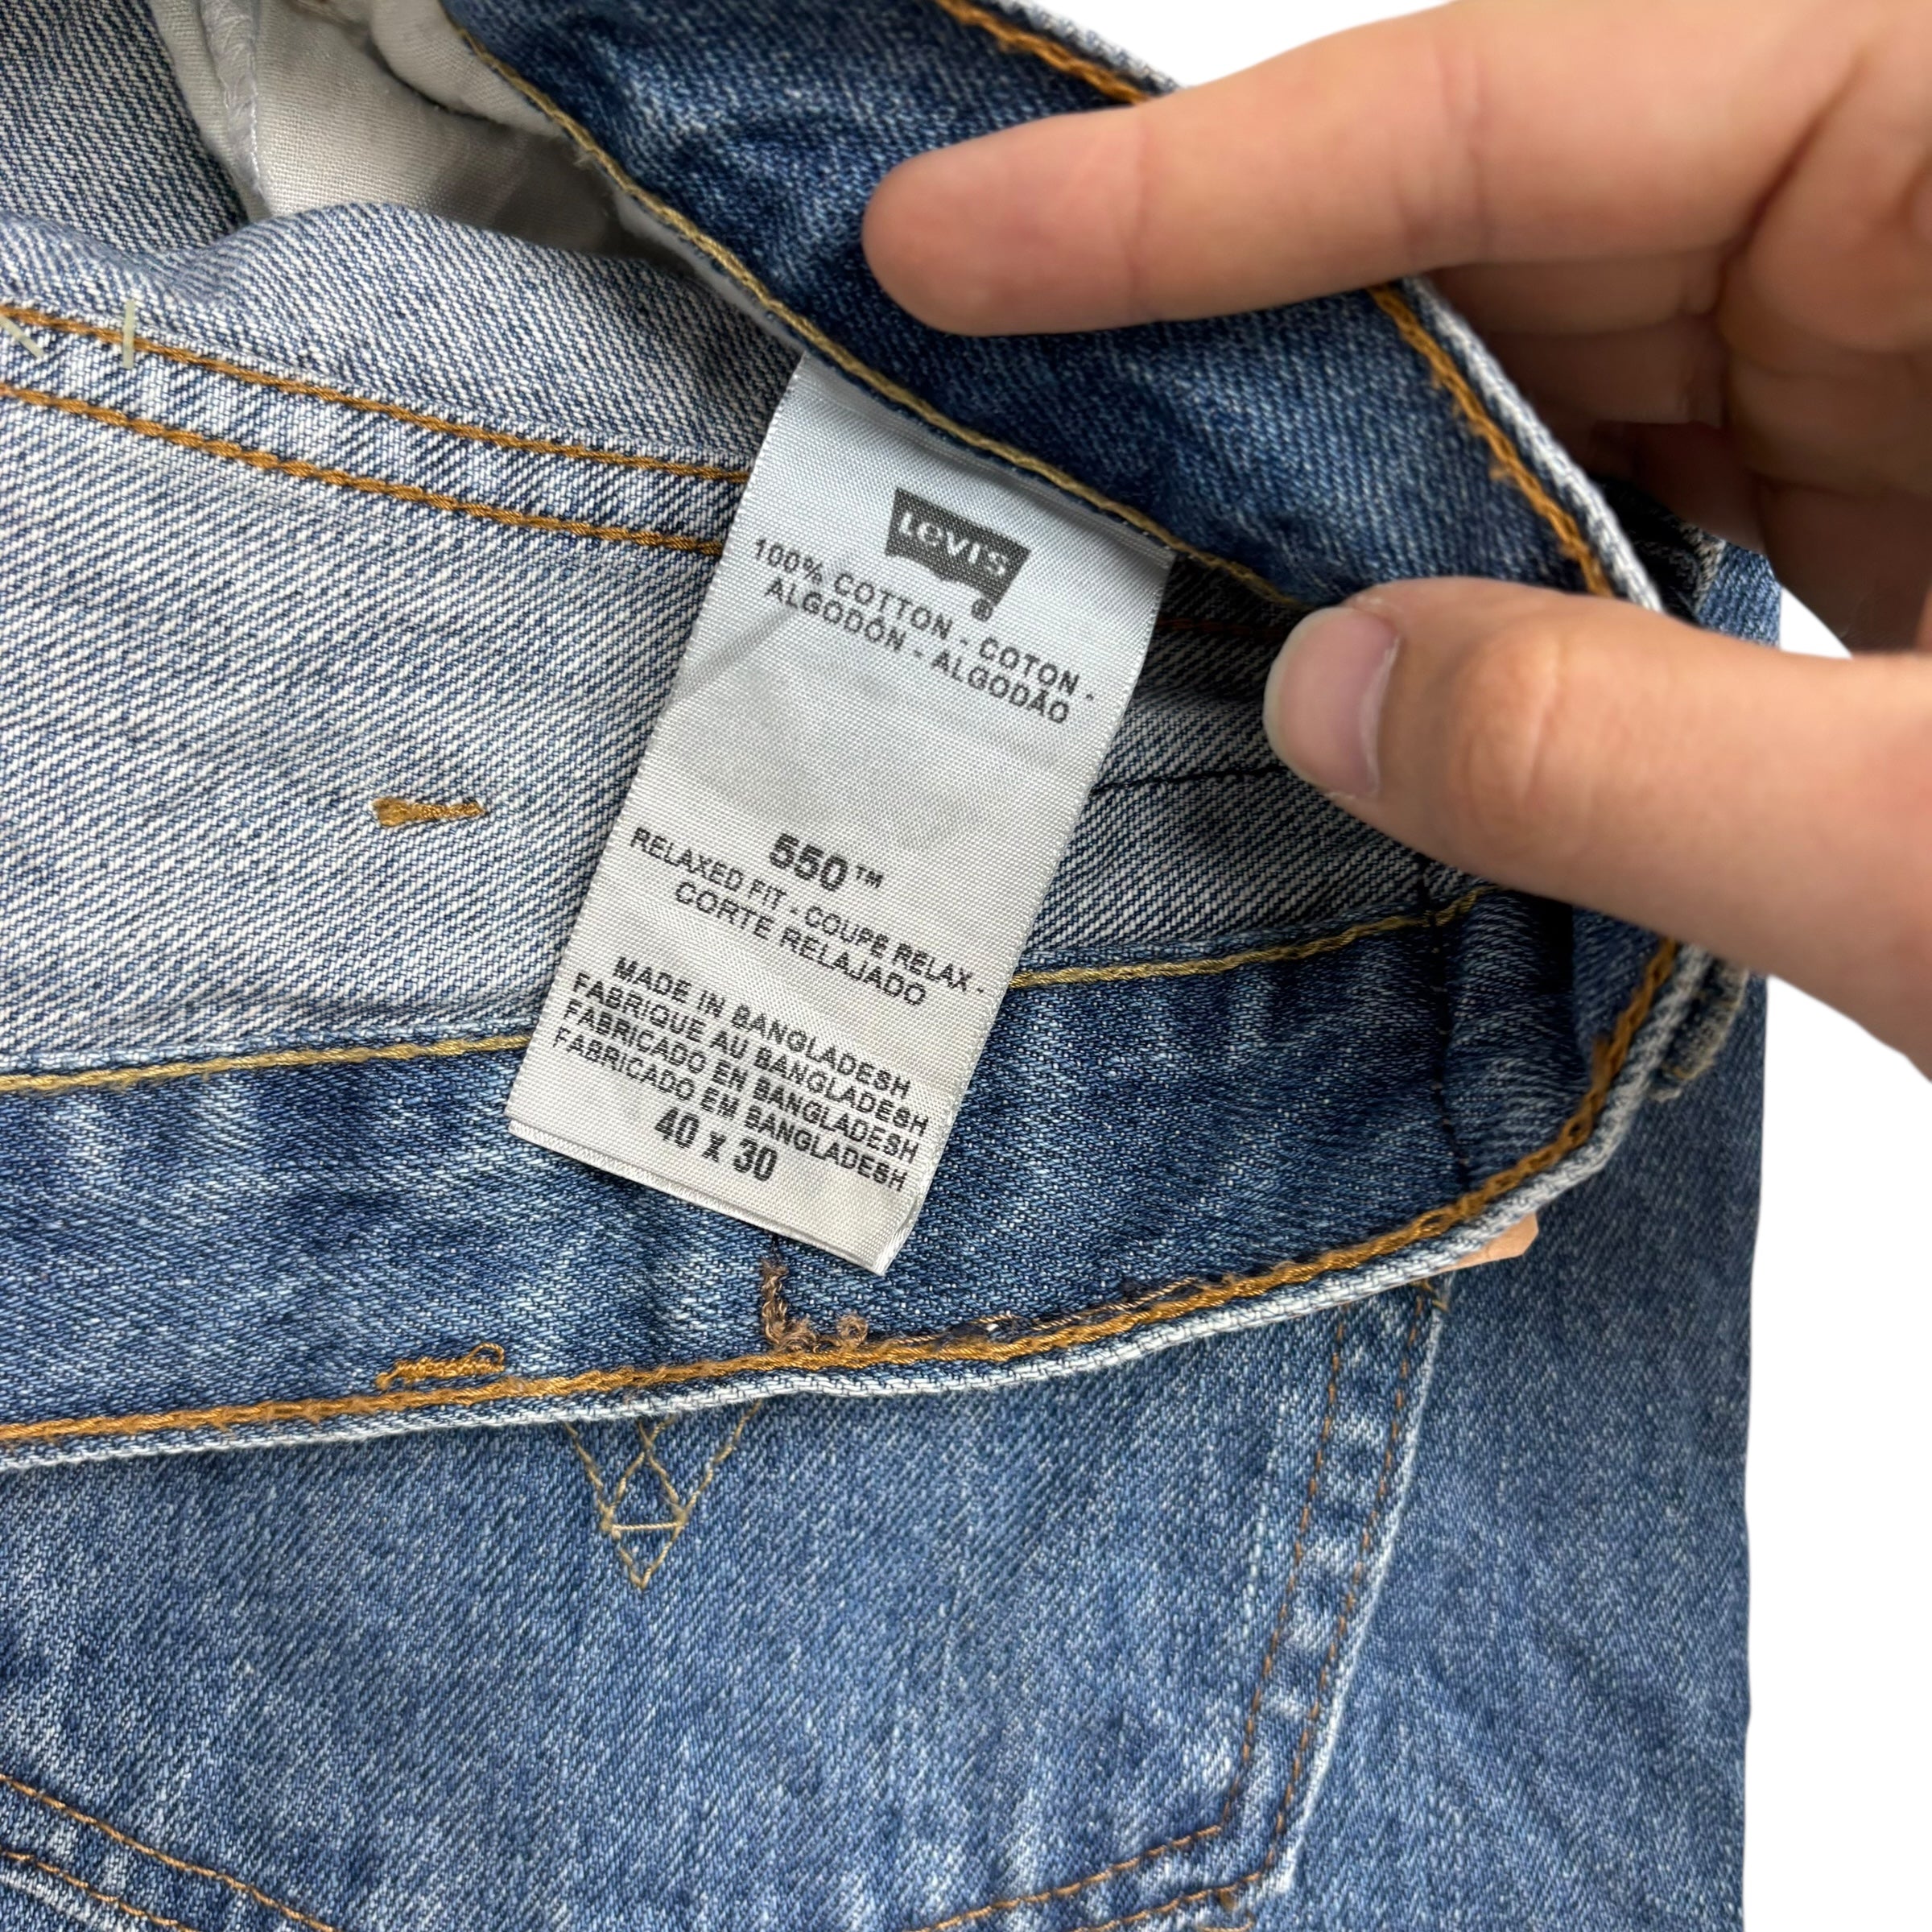 Levi's
®
100% COTTON - COTON -
ALGODÓN - ALGODÃO
550™
RELAXED FIT - COUPE RELAX -
CORTE RELAJADO
MADE IN BANGLADESH
FABRIQUE AU BANGLADESH
FABRICADO EN BANGLADESH
FABRICADO EM BANGLADESH
40 x 30